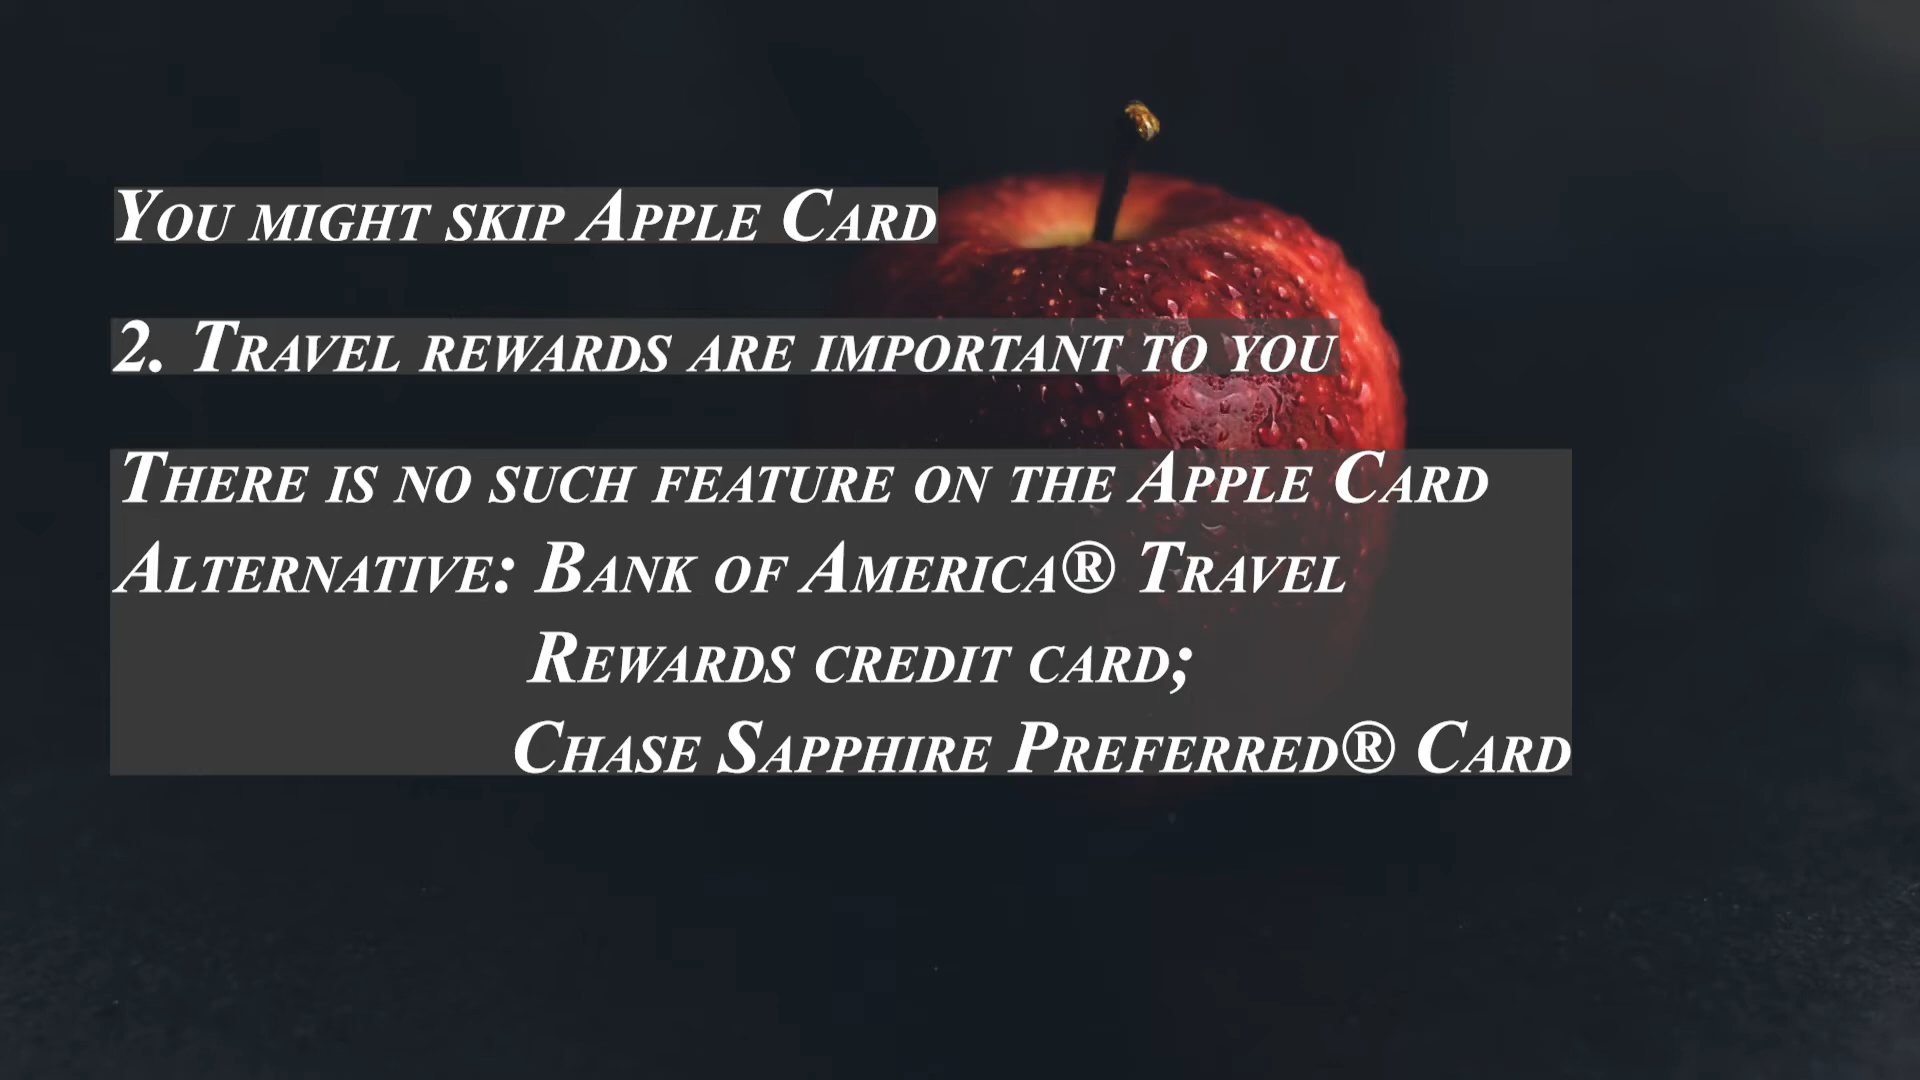 You might skip Apple Card
2. Travel rewards are important to you
There is no such feature on the Apple Card
Alternative: Bank of America® Travel
Rewards credit card;
Chase Sapphire Preferred® Card